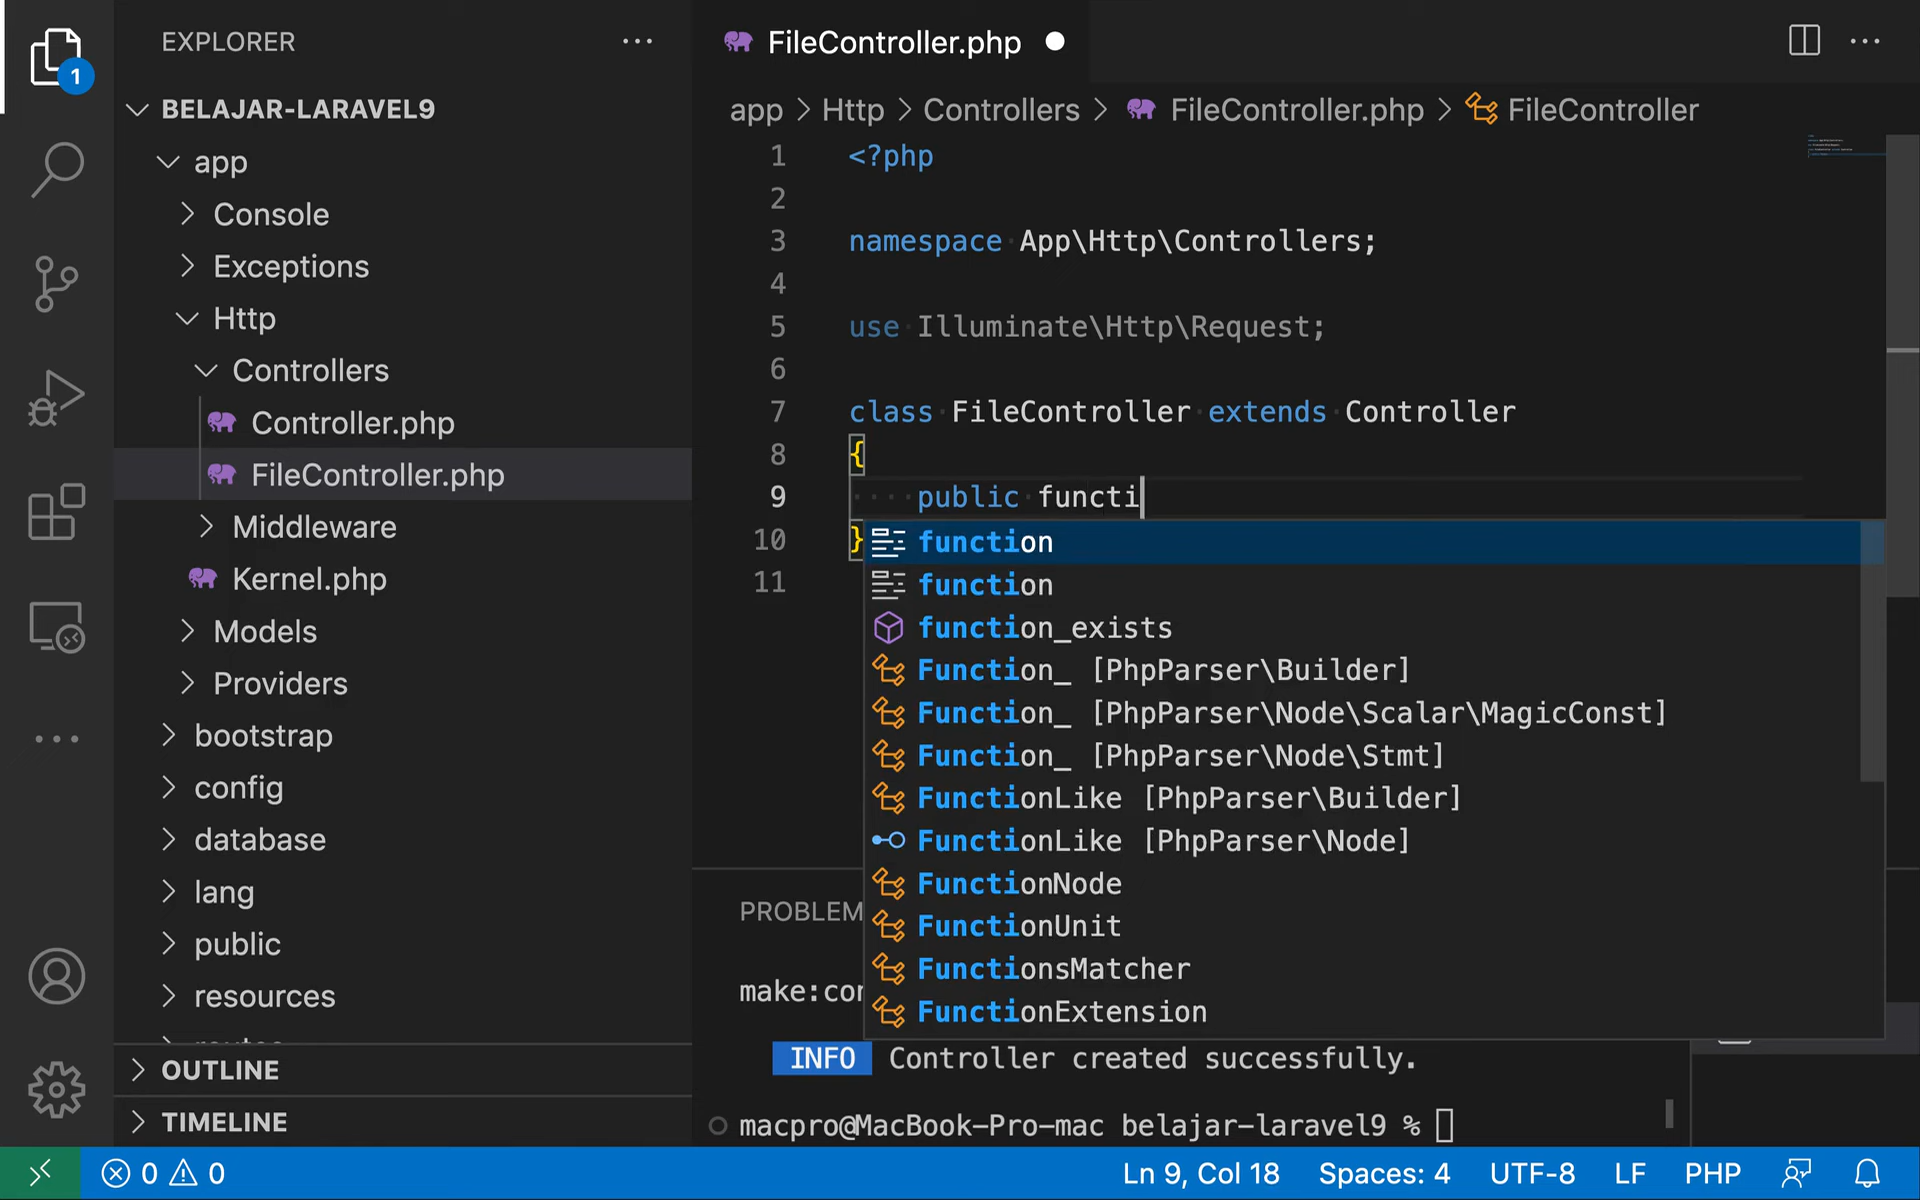 EXPLORER
1
BELAJAR-LARAVEL9
app
Console
Exceptions
Http
Controllers
Controller.php
FileController.php
Middleware
Kernel.php
Models
Providers
bootstrap
config
database
lang
public
resources
routes
OUTLINE
TIMELINE
FileController.php
app > Http > Controllers > FileController.php > FileController
1 <?php
2
3 namespace App\Http\Controllers;
4
5 use Illuminate\Http\Request;
6
7 class FileController extends Controller
8 {
9 public functi
10 }
11
function
function
function_exists
Function_ [PhpParser\Builder]
Function_ [PhpParser\Node\Scalar\MagicConst]
Function_ [PhpParser\Node\Stmt]
FunctionLike [PhpParser\Builder]
FunctionLike [PhpParser\Node]
FunctionNode
FunctionUnit
FunctionsMatcher
FunctionExtension
PROBLEM
make:con
INFO Controller created successfully.
macpro@MacBook-Pro-mac belajar-laravel9 %
0 0 Ln 9, Col 18 Spaces: 4 UTF-8 LF PHP